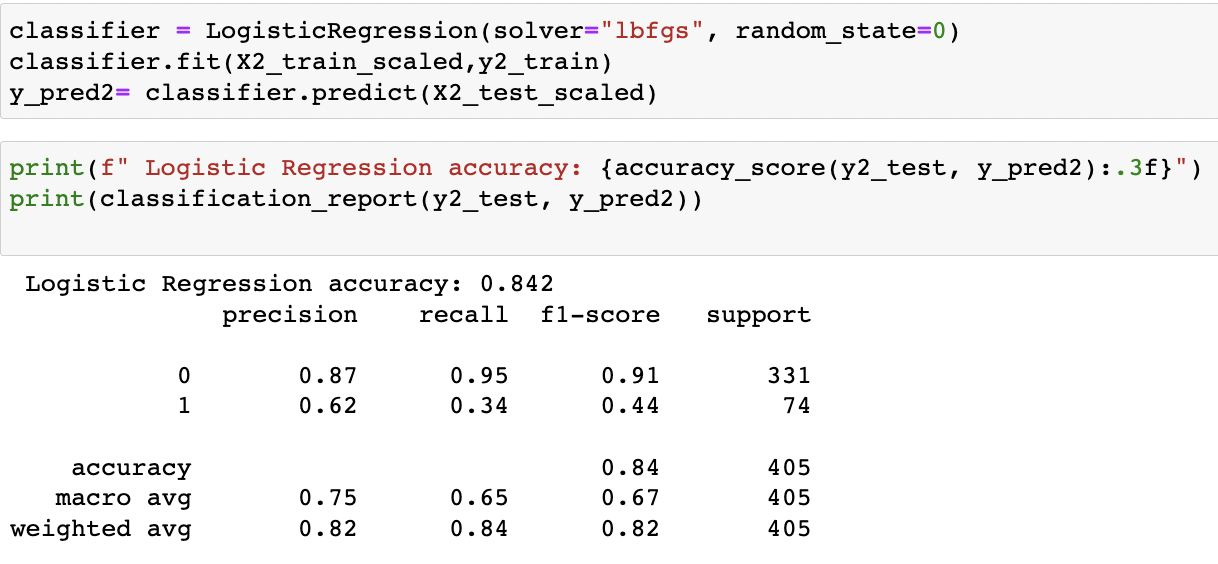 classifier = LogisticRegression(solver="lbfgs", random_state=0)
classifier.fit(X2_train_scaled,y2_train)
y_pred2= classifier.predict(X2_test_scaled)
print(f" Logistic Regression accuracy: {accuracy_score(y2_test, y_pred2):.3f}")
print(classification_report(y2_test, y_pred2))
Logistic Regression accuracy: 0.842
precision recall f1-score support
0 0.87 0.95 0.91 331
1 0.62 0.34 0.44 74
accuracy 0.84 405
macro avg 0.75 0.65 0.67 405
weighted avg 0.82 0.84 0.82 405